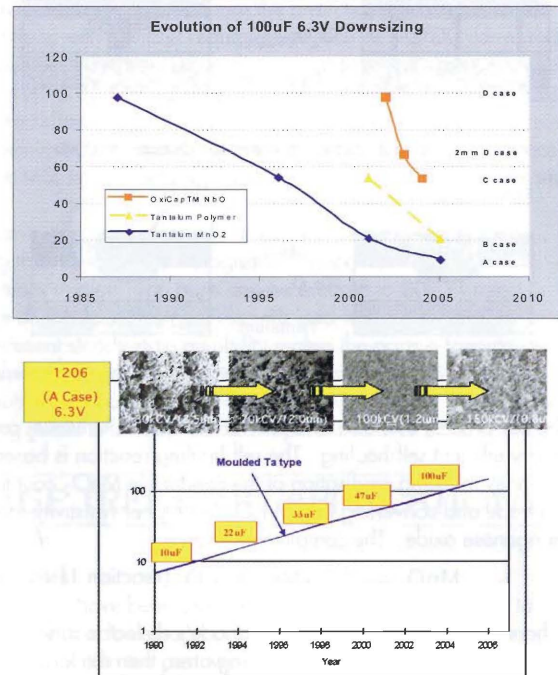 Evolution of 100uF 6.3V Downsizing
120
100
80
60
40
20
0
D case
2mm D case
C case
B case
A case
OxiCapTM NbO
Tantalum Polymer
Tantalum MnO2
1985 1990 1995 2000 2005 2010
1206
(A Case)
6.3V
70kCV/(2.0um)
100kCV(1.2um)
Moulded Ta type
100
10
1
10uF
22uF
33uF
47uF
100uF
1990 1992 1994 1996 1998 2000 2002 2004 2006
Year